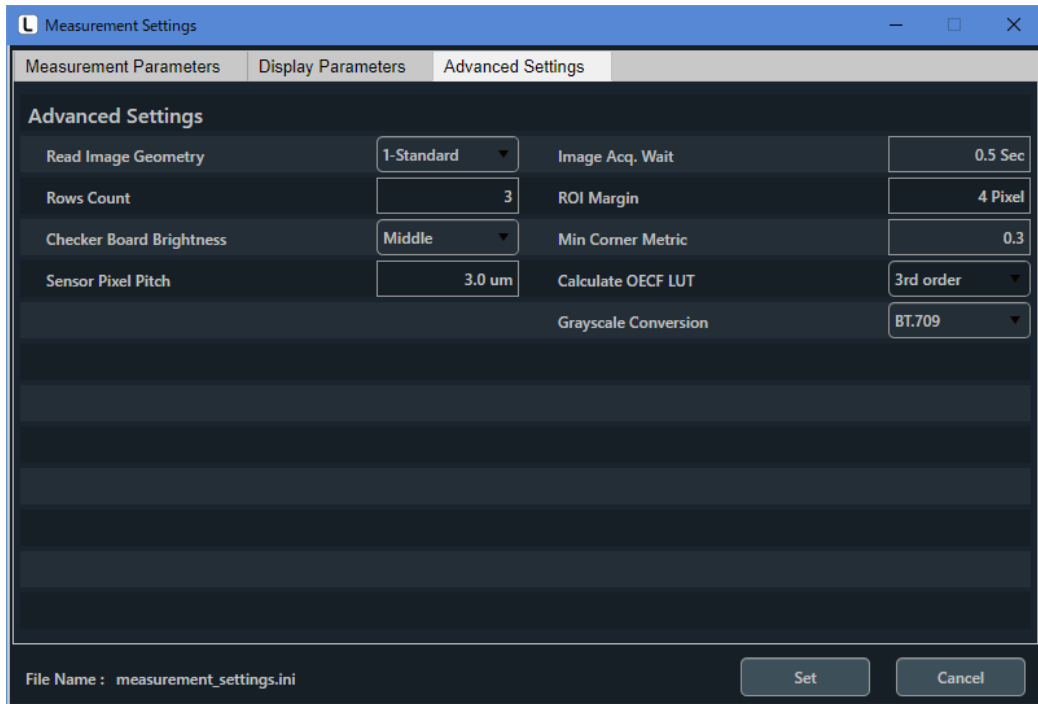 L Measurement Settings
Measurement Parameters Display Parameters Advanced Settings
Advanced Settings
Read Image Geometry 1-Standard Image Acq. Wait 0.5 Sec
Rows Count 3 ROI Margin 4 Pixel
Checker Board Brightness Middle Min Corner Metric 0.3
Sensor Pixel Pitch 3.0 um Calculate OECF LUT 3rd order
Grayscale Conversion BT.709
File Name : measurement_settings.ini Set Cancel